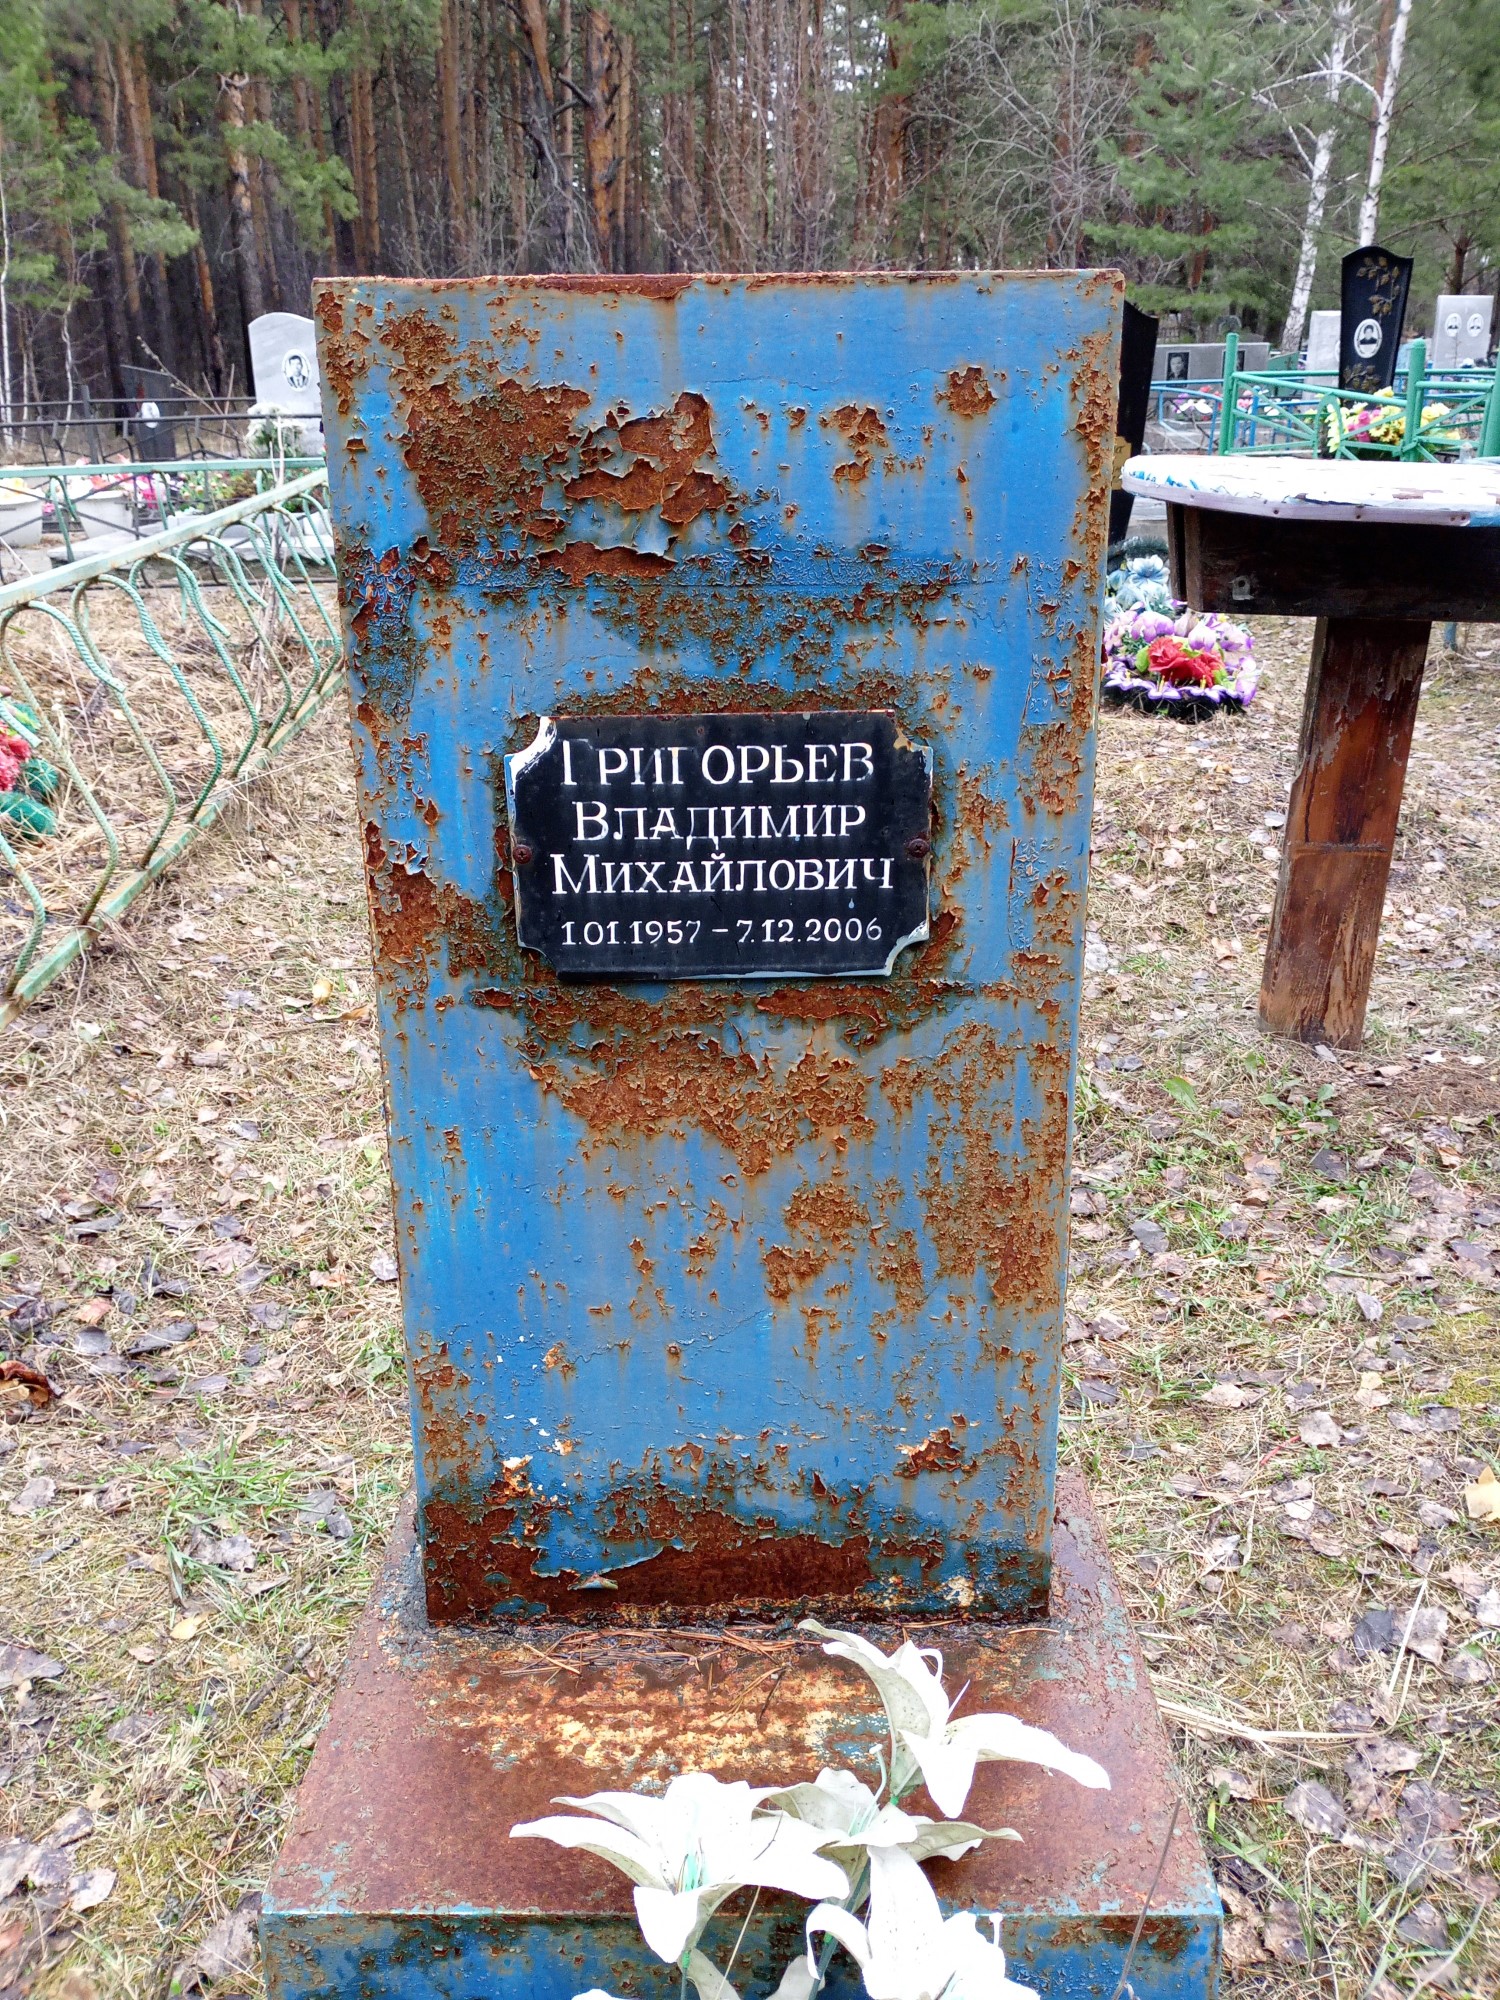 Григорьев
Владимир
Михайлович
1.01.1957 – 7.12.2006